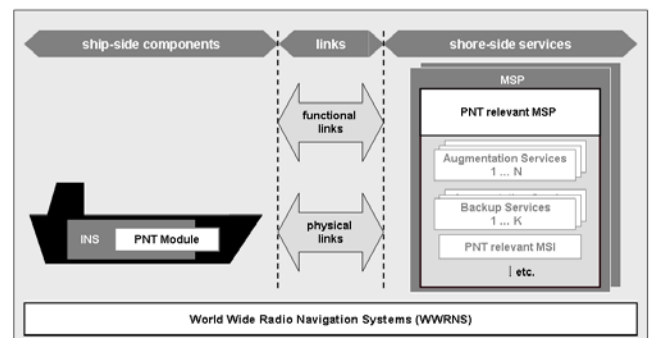 ship-side components
links
shore-side services
MSP
PNT relevant MSP
functional
links
Augmentation Services
1 ... N
Backup Services
1 ... K
physical
links
INS
PNT Module
PNT relevant MSI
etc.
World Wide Radio Navigation Systems (WWRNS)